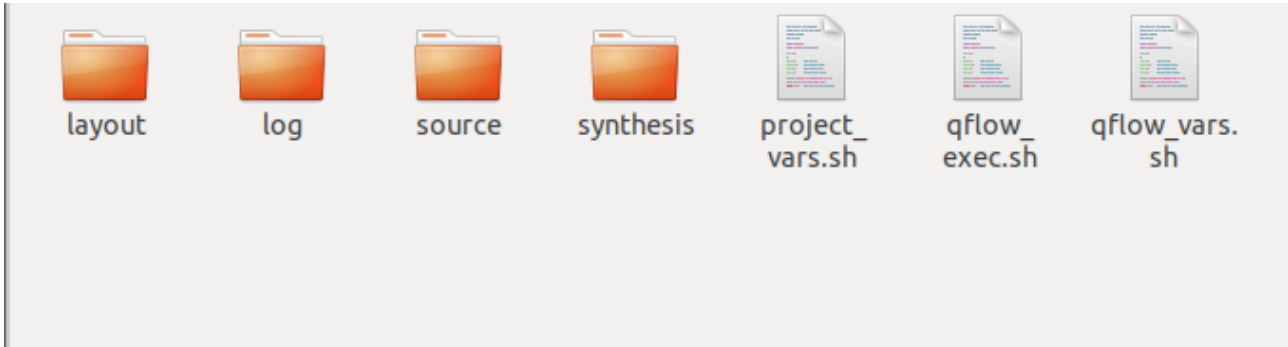 layout
log
source
synthesis
project_
vars.sh
qflow_
exec.sh
qflow_vars.
sh